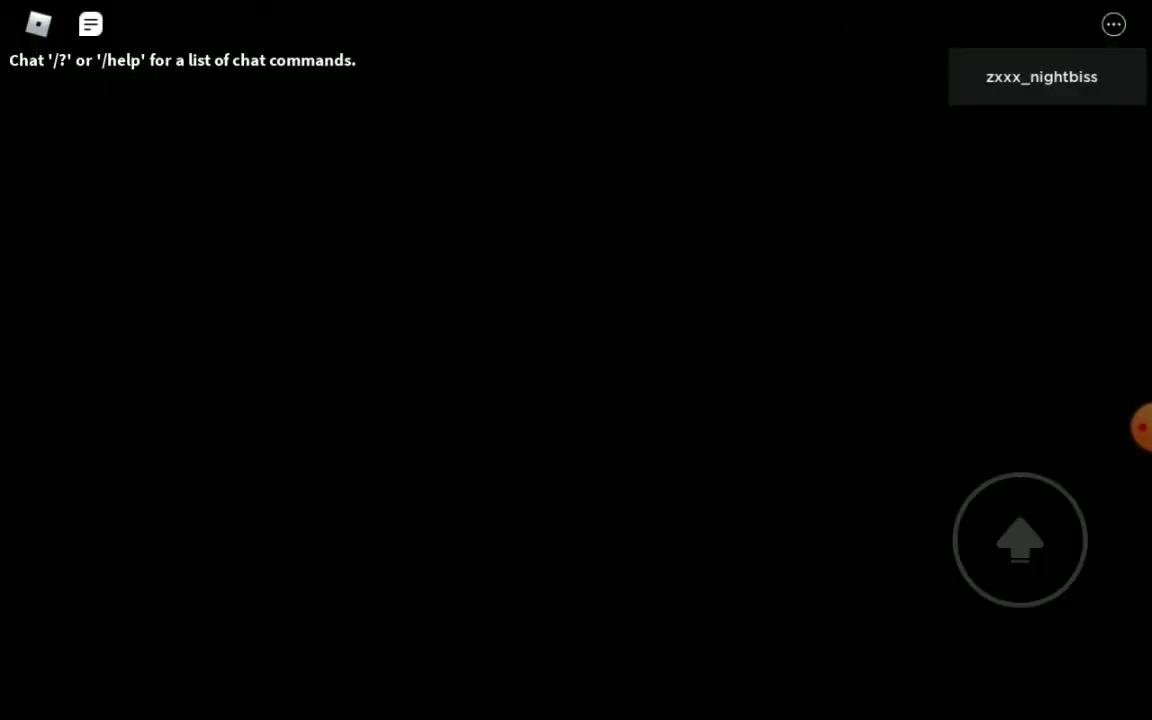 Chat '/?' or '/help' for a list of chat commands.
zxxx_nightbiss